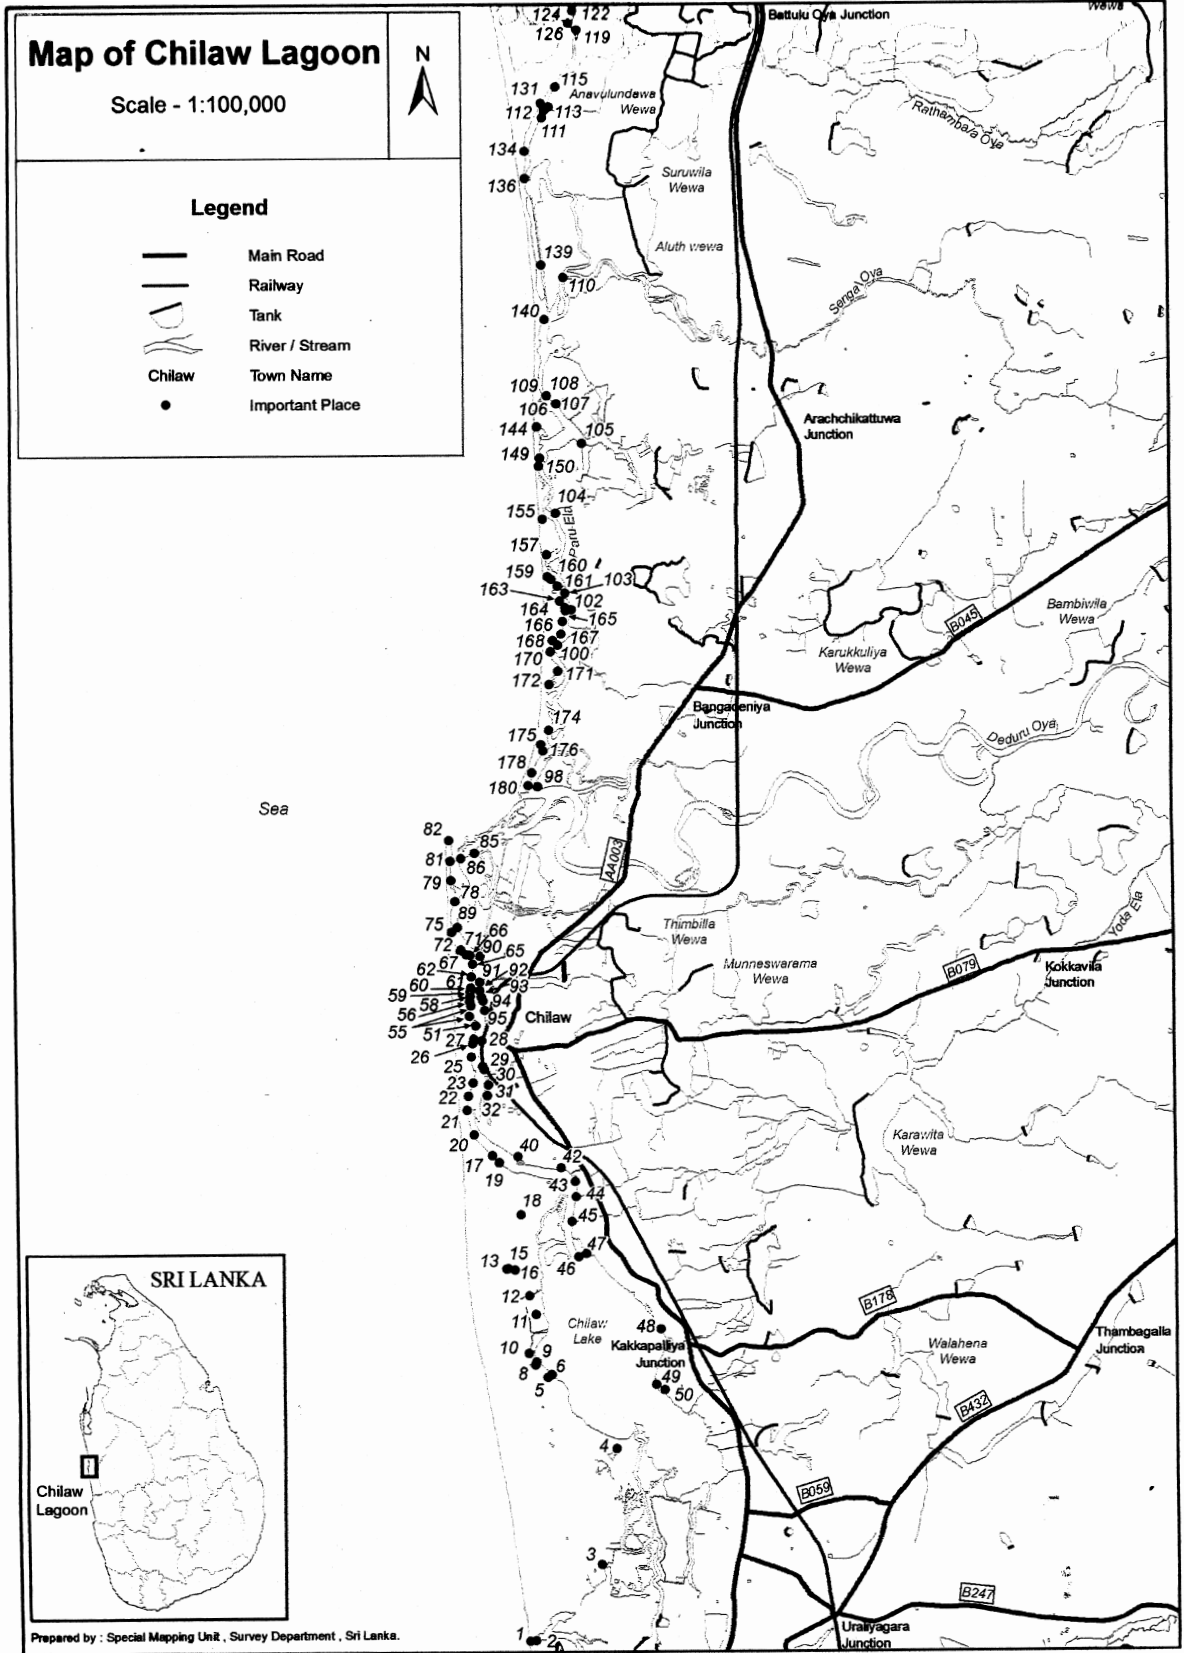 Map of Chilaw Lagoon
Scale - 1:100,000
N
Legend
Main Road
Railway
Tank
River / Stream
Chilaw Town Name
Important Place
124 122
126 119
Battulu Oya Junction
Wewa
115
131
Anavulundawa
Wewa
112 113
111
Rathambala Oya
134
136
Suruwila
Wewa
Aluth wewa
139
110
Senga Oya
140
109 108
106 107
144
105
Arachchikattuwa
Junction
149
150
104
155
Paru Ela
157
160
159
161 103
163
164 102
165
166
167
168
100
170
171
172
Bambiwila
Wewa
B045
Karukkuliya
Wewa
Bangadeniya
Junction
174
175
176
Deduru Oya
178 98
180
Sea
82
85
81 86
79
78
AA003
89
75
66
72 71 90
65
67
62 91 92
61
60 93
59
58 94
56 95
55
51
27 28
26
25 29
30
23
31
22
32
21
Thimbilla
Wewa
Munneswarama
Wewa
Yoda Ela
B079
Kokkavila
Junction
Chilaw
20
40
17
42
19
43
44
18
45
47
46
Karawita
Wewa
13 15
16
12
11
Chilaw
Lake
10 9
8 6
5
48
Kakkapalliya
Junction
49
50
B178
Walahena
Wewa
Thambagalla
Junction
B432
4
B059
3
B247
1 2
Uraliyagara
Junction
SRI LANKA
Chilaw
Lagoon
Prepared by : Special Mapping Unit , Survey Department , Sri Lanka.